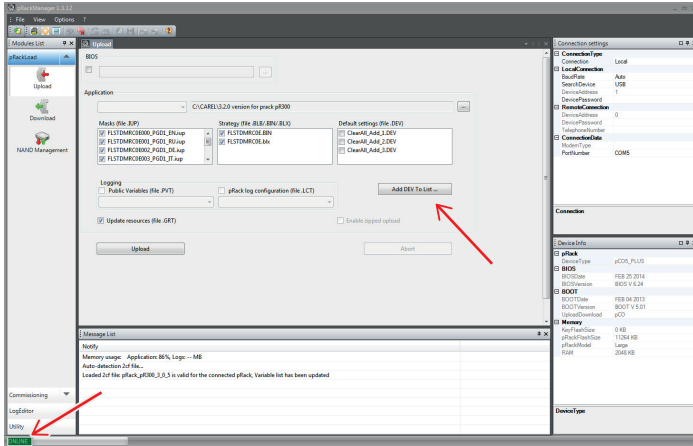 pRackManager 1.3.12
File View Options ?
Modules List
pRackLoad
Upload
Download
NAND Management
Commissioning
LogEditor
Utility
ONLINE
Upload
BIOS
Application
C:\CAREL\3.2.0 version for prack pR300
...
Masks (file .IUP)
FLSTDMRC0E000_PGD1_EN.iup
FLSTDMRC0E001_PGD1_RU.iup
FLSTDMRC0E002_PGD1_DE.iup
FLSTDMRC0E003_PGD1_IT.iup
Strategy (file .BLB/.BIN/.BLX)
FLSTDMRC0E.BIN
FLSTDMRC0E.blx
Default settings (file .DEV)
ClearAll_Add_1.DEV
ClearAll_Add_2.DEV
ClearAll_Add_3.DEV
Logging
Public Variables (file .PVT)
pRack log configuration (file .LCT)
Add DEV To List ...
Update resources (file .GRT)
Enable zipped upload
Upload
Abort
Message List
Notify
Memory usage: Application: 86%, Logs: -- MB
Auto-detection 2cf file...
Loaded 2cf file: pRack_pR300_3_0_5 is valid for the connected pRack, Variable list has been updated
Connection settings
ConnectionType
Connection Local
LocalConnection
BaudRate Auto
SearchDevice USB
DeviceAddress 1
DevicePassword
RemoteConnection
DeviceAddress 0
DevicePassword
TelephoneNumber
ConnectionData
ModemType
PortNumber COM5
Connection
Device Info
pRack
DeviceType pCO5_PLUS
BIOS
BIOSDate FEB 25 2014
BIOSVersion BIOS V 6.24
BOOT
BOOTDate FEB 04 2013
BOOTVersion BOOT V 5.01
UploadDownload pCO
Memory
KeyFlashSize 0 KB
pRackFlashSize 11264 KB
pRackModel Large
RAM 2048 KB
DeviceType